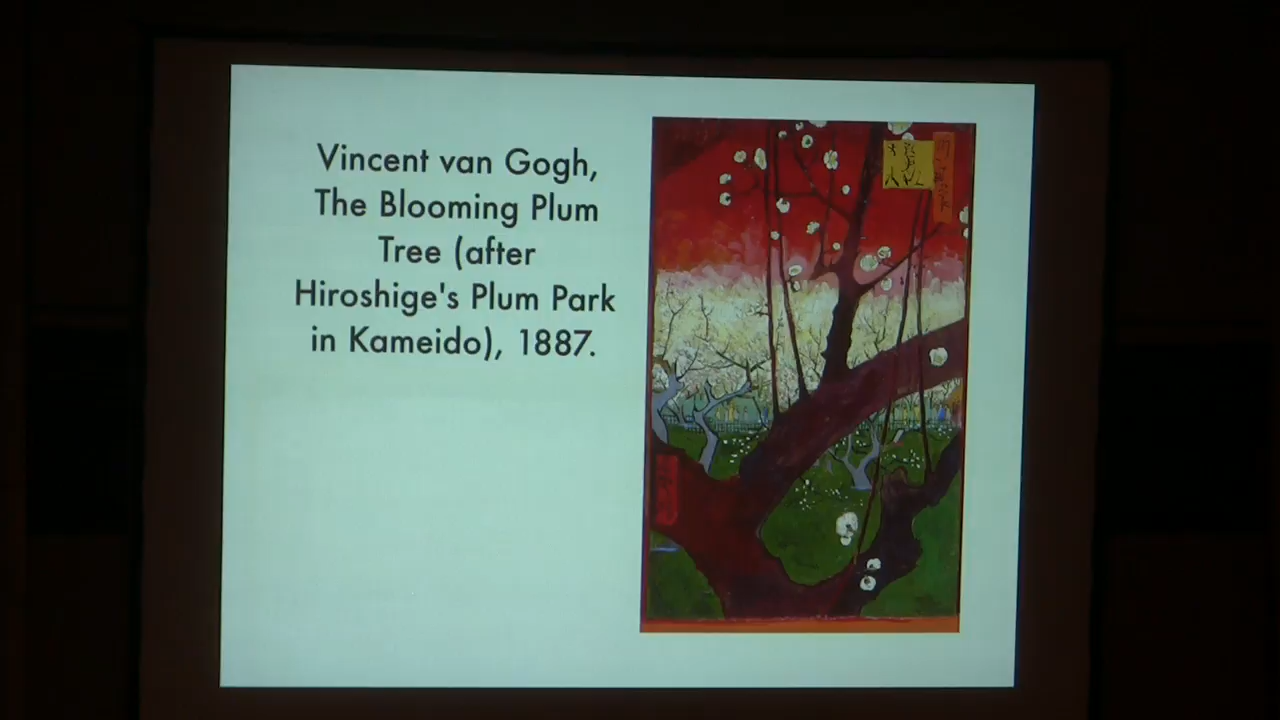 Vincent van Gogh,
The Blooming Plum
Tree (after
Hiroshige's Plum Park
in Kameido), 1887.